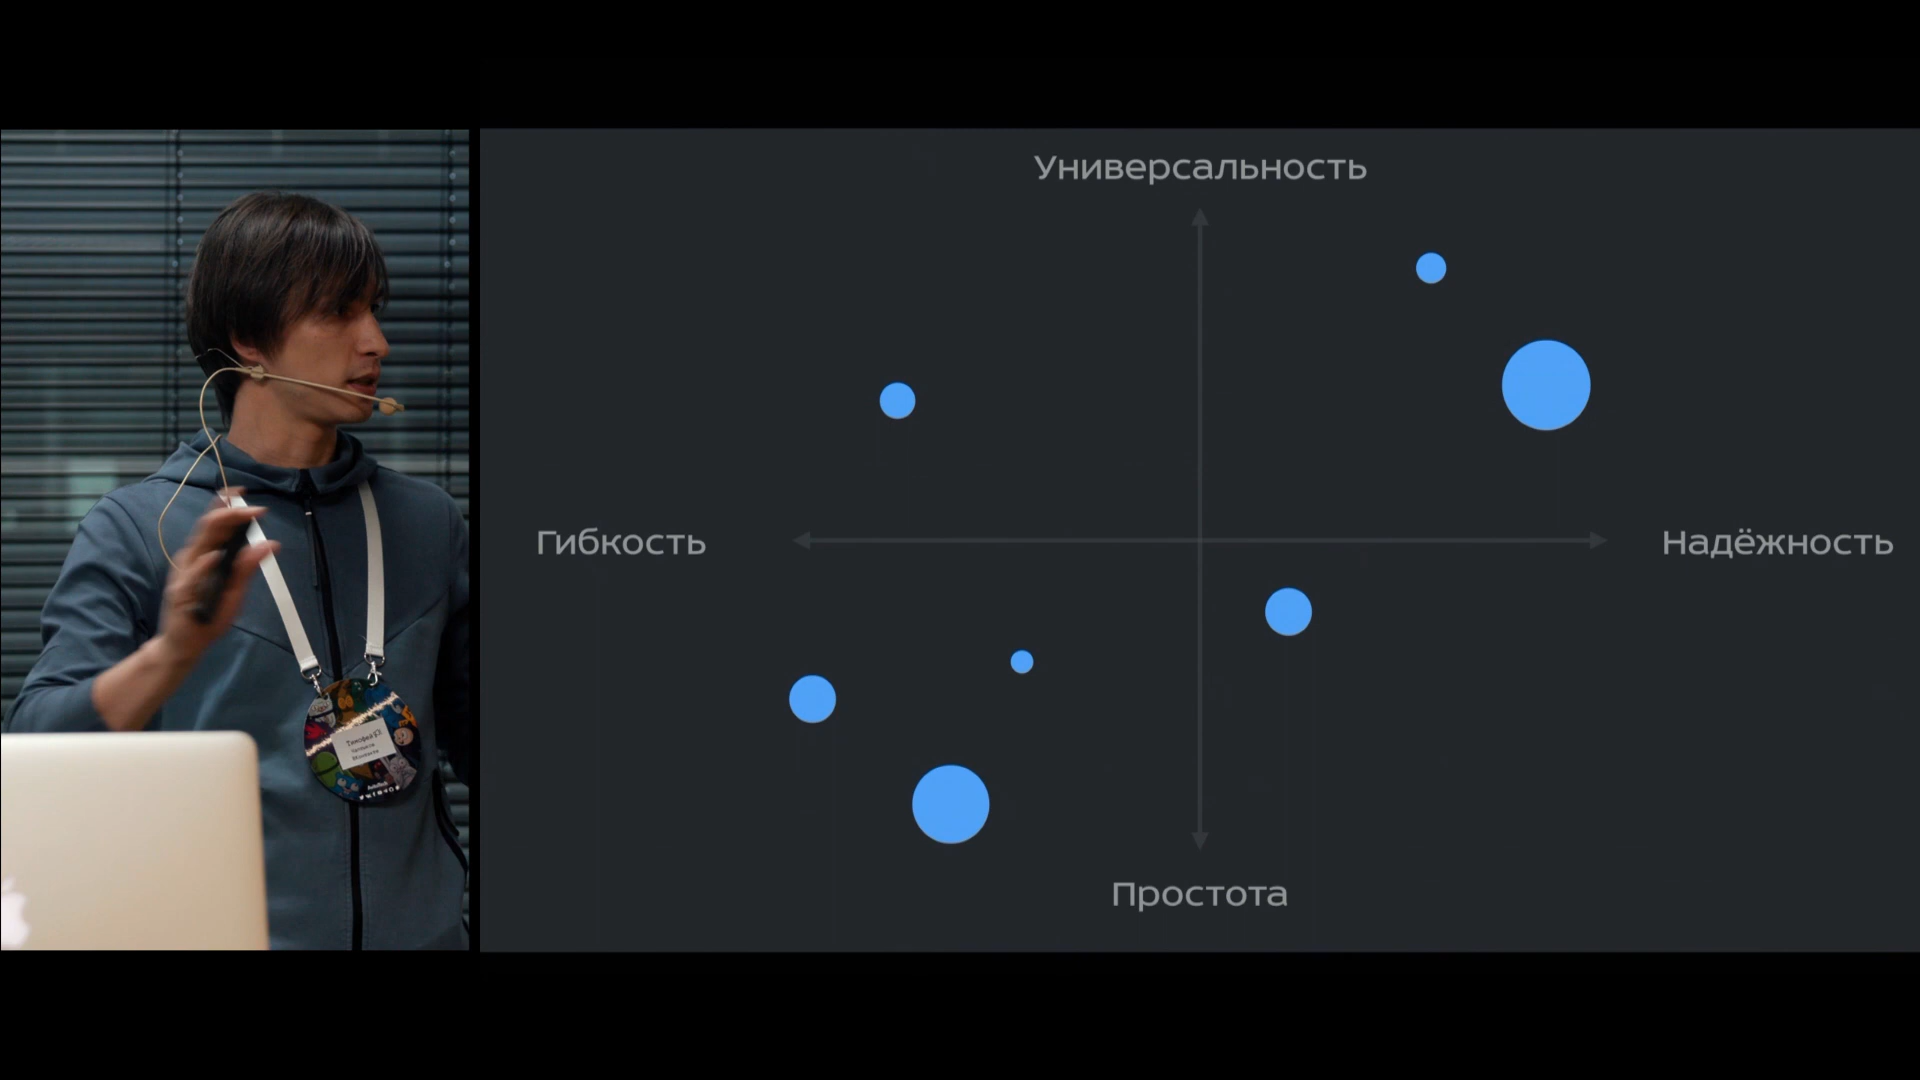 Универсальность
Гибкость
Надёжность
Простота